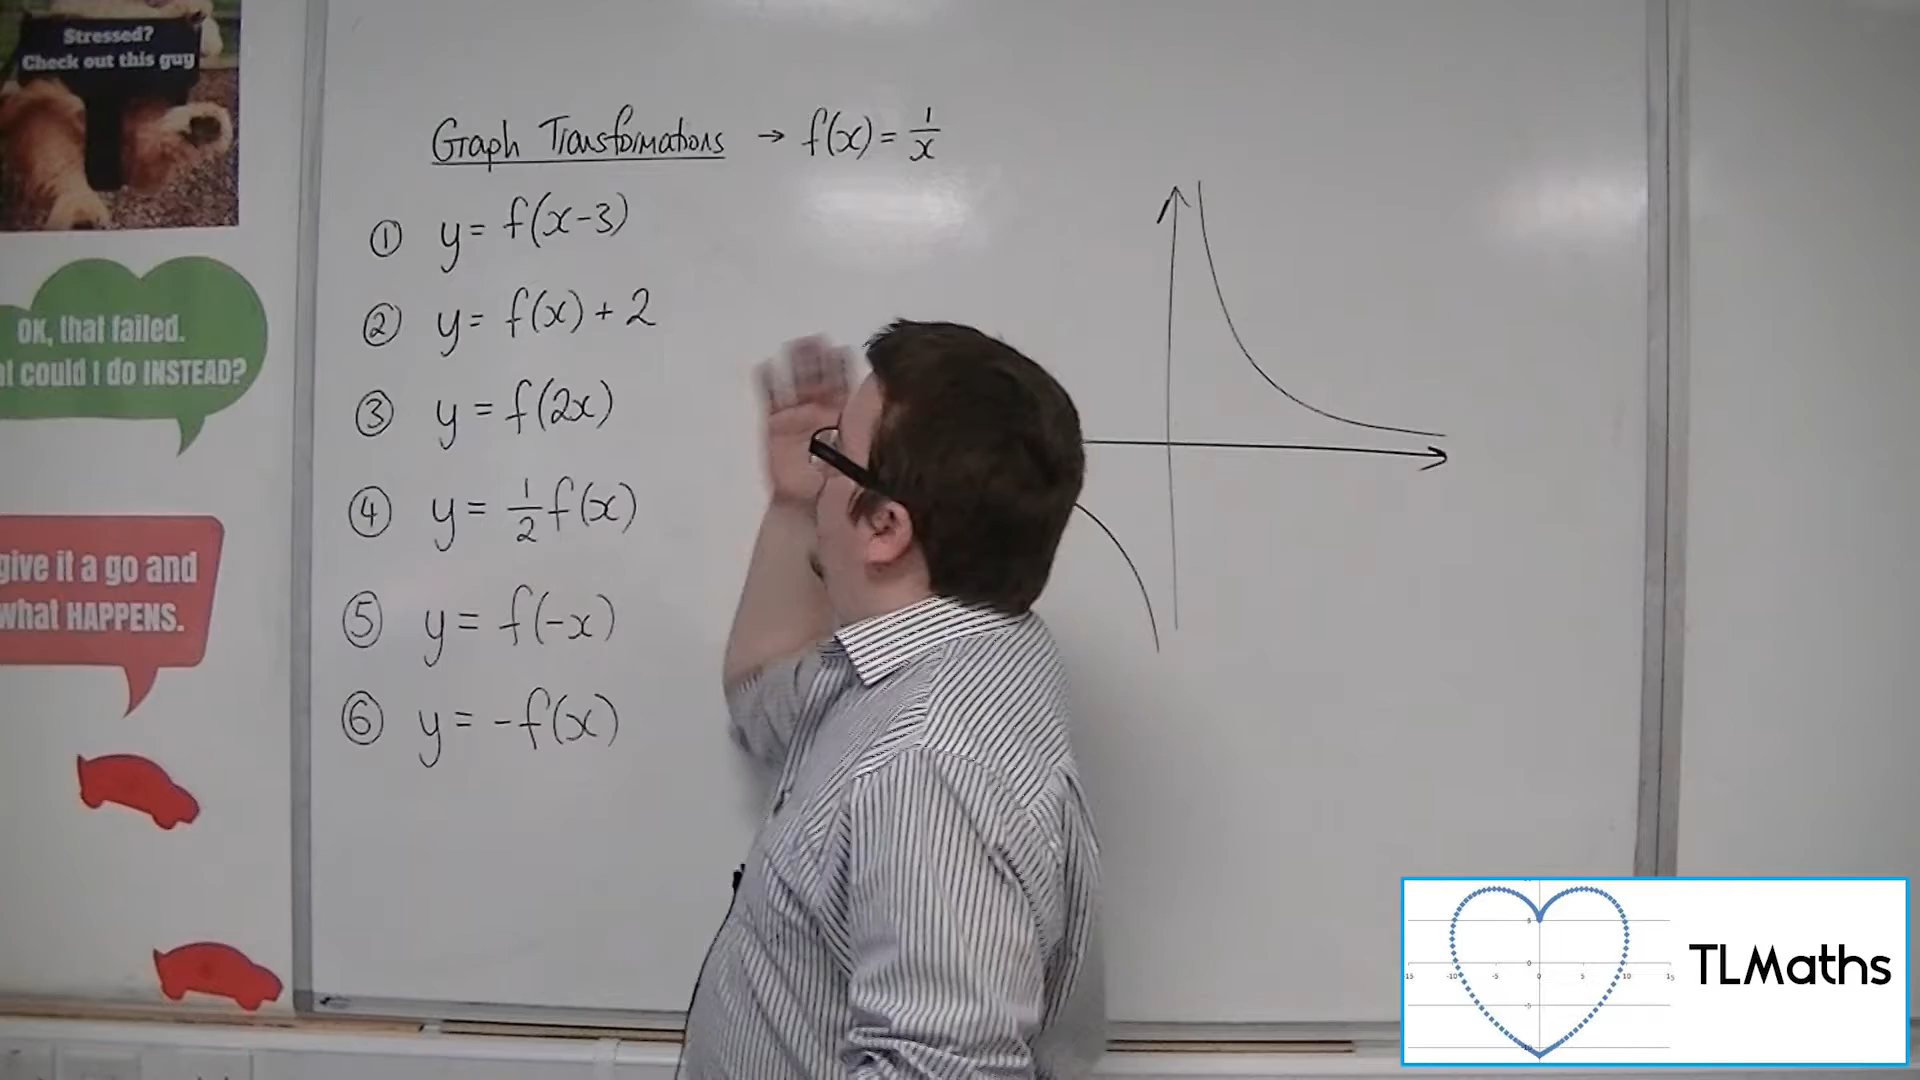 Stressed?
Check out this guy
Graph Transformations → f(x) = 1/x
① y = f(x-3)
② y = f(x) + 2
OK, that failed.
could I do INSTEAD?
③ y = f(2x)
④ y = 1/2 f(x)
give it a go and
what HAPPENS.
⑤ y = f(-x)
⑥ y = -f(x)
TLMaths